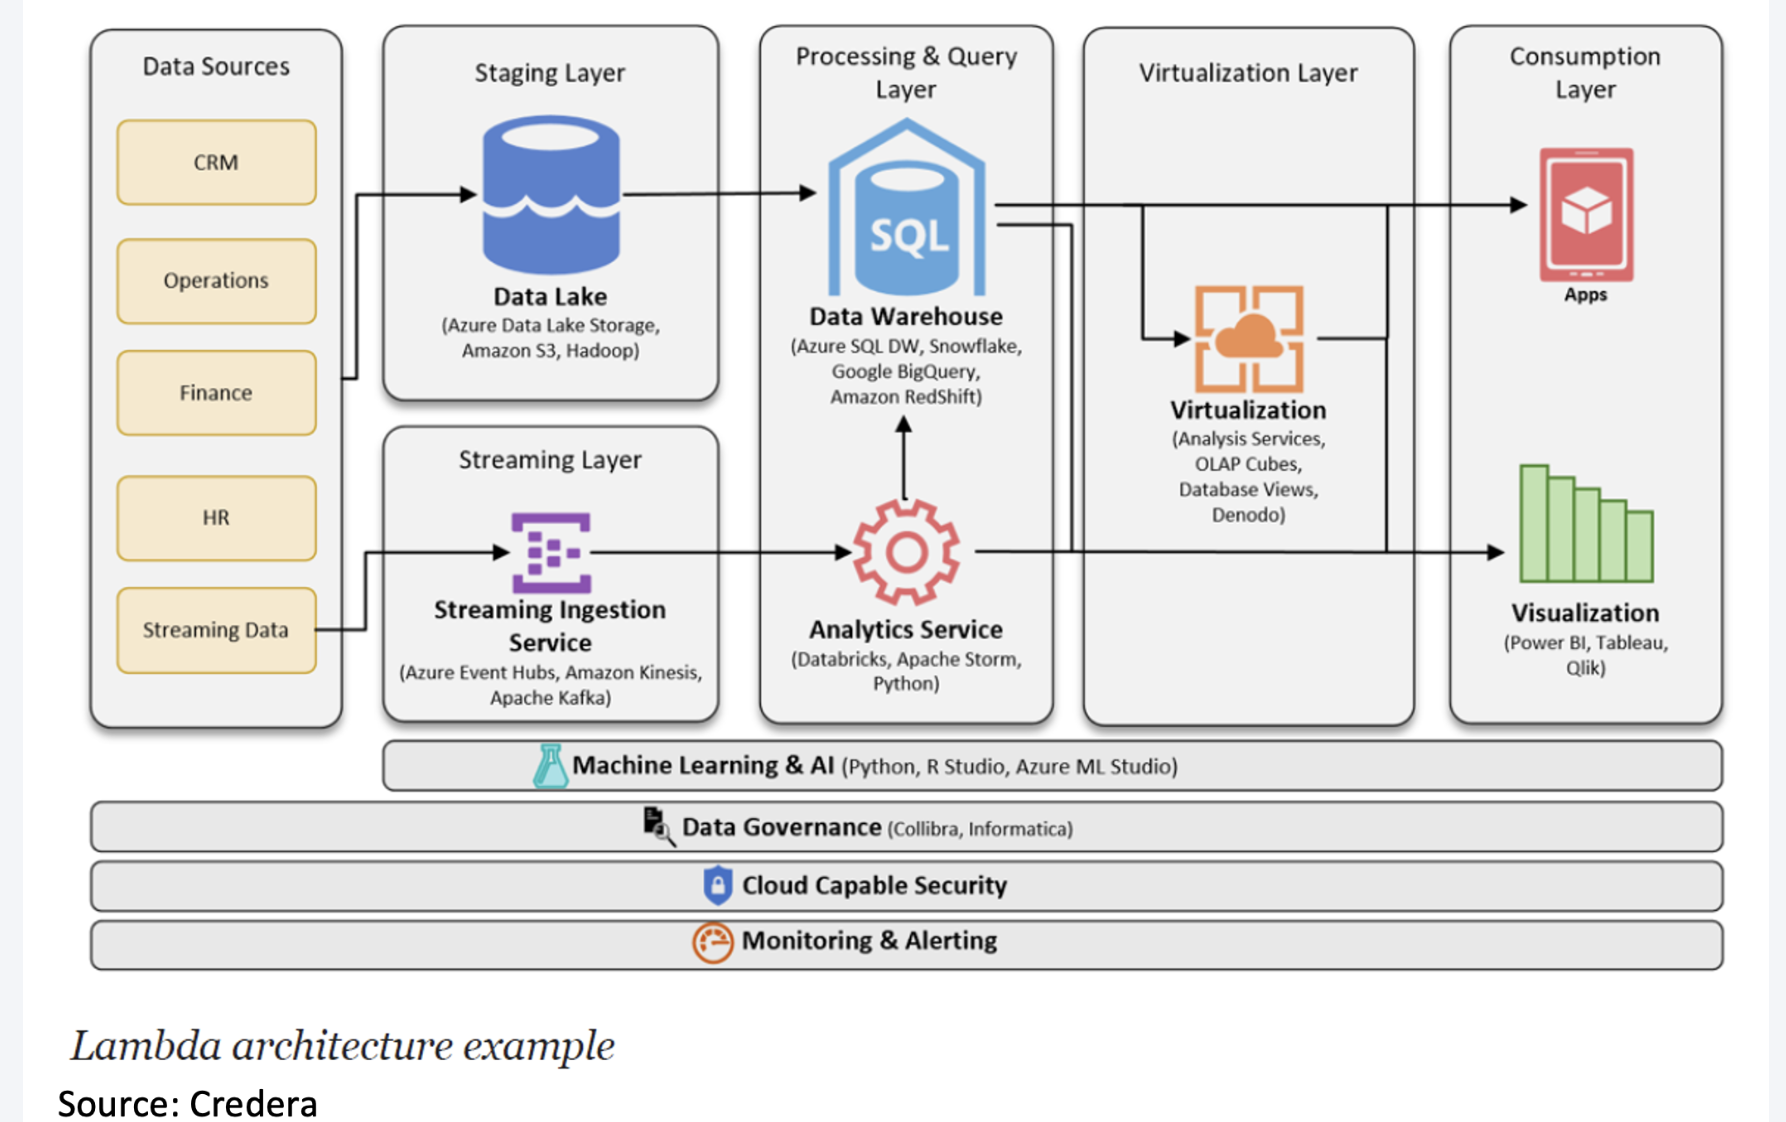 Data Sources
CRM
Operations
Finance
HR
Streaming Data
Staging Layer
Data Lake
(Azure Data Lake Storage,
Amazon S3, Hadoop)
Streaming Layer
Streaming Ingestion
Service
(Azure Event Hubs, Amazon Kinesis,
Apache Kafka)
Processing & Query
Layer
SQL
Data Warehouse
(Azure SQL DW, Snowflake,
Google BigQuery,
Amazon RedShift)
Analytics Service
(Databricks, Apache Storm,
Python)
Virtualization Layer
Virtualization
(Analysis Services,
OLAP Cubes,
Database Views,
Denodo)
Consumption
Layer
Apps
Visualization
(Power BI, Tableau,
Qlik)
Machine Learning & AI (Python, R Studio, Azure ML Studio)
Data Governance (Collibra, Informatica)
Cloud Capable Security
Monitoring & Alerting
Lambda architecture example
Source: Credera